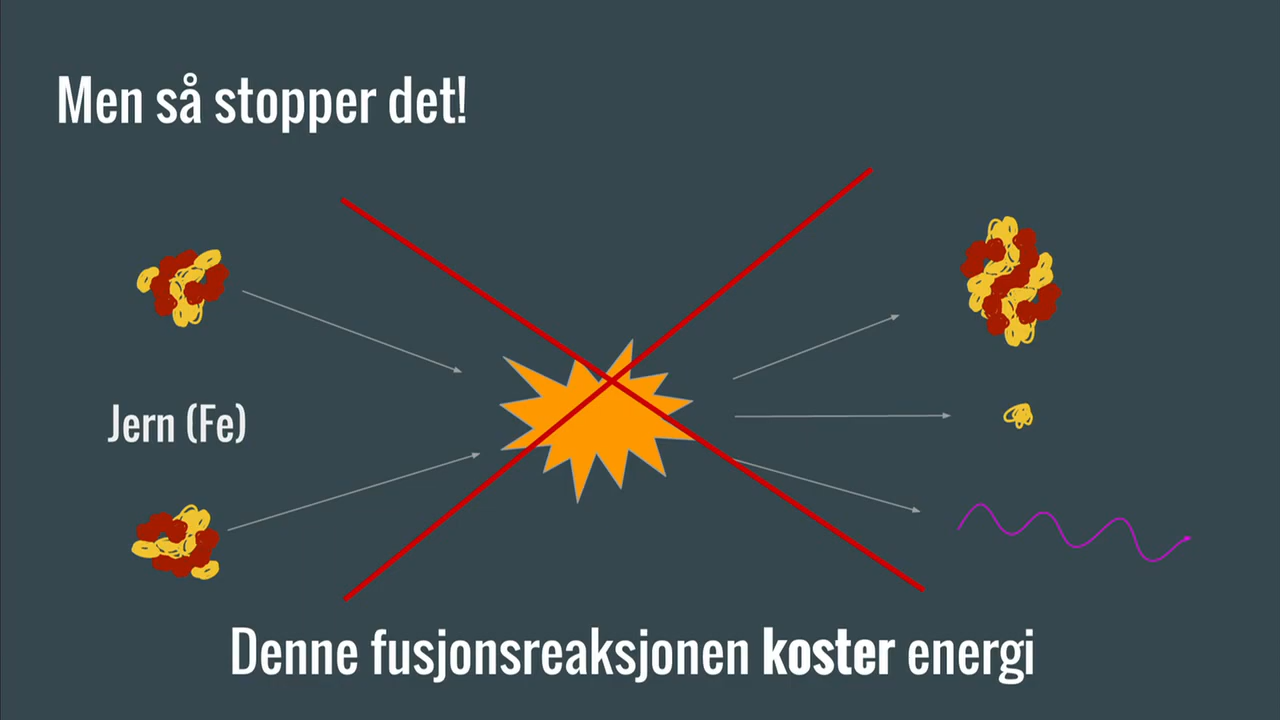 Men så stopper det!
Jern (Fe)
Denne fusjonsreaksjonen koster energi